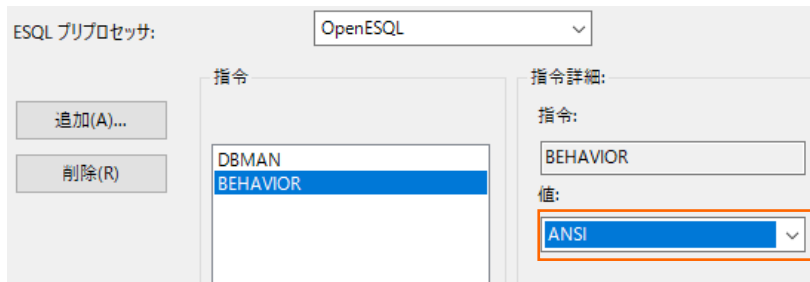 ESQL プリプロセッサ:
OpenESQL
追加(A)...
削除(R)
指令
DBMAN
BEHAVIOR
指令詳細:
指令:
BEHAVIOR
値:
ANSI